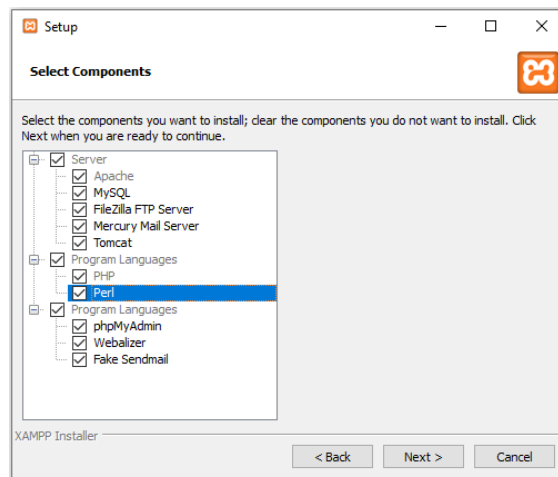 Setup
Select Components
Select the components you want to install; clear the components you do not want to install. Click
Next when you are ready to continue.
Server
Apache
MySQL
FileZilla FTP Server
Mercury Mail Server
Tomcat
Program Languages
PHP
Perl
Program Languages
phpMyAdmin
Webalizer
Fake Sendmail
XAMPP Installer
< Back
Next >
Cancel